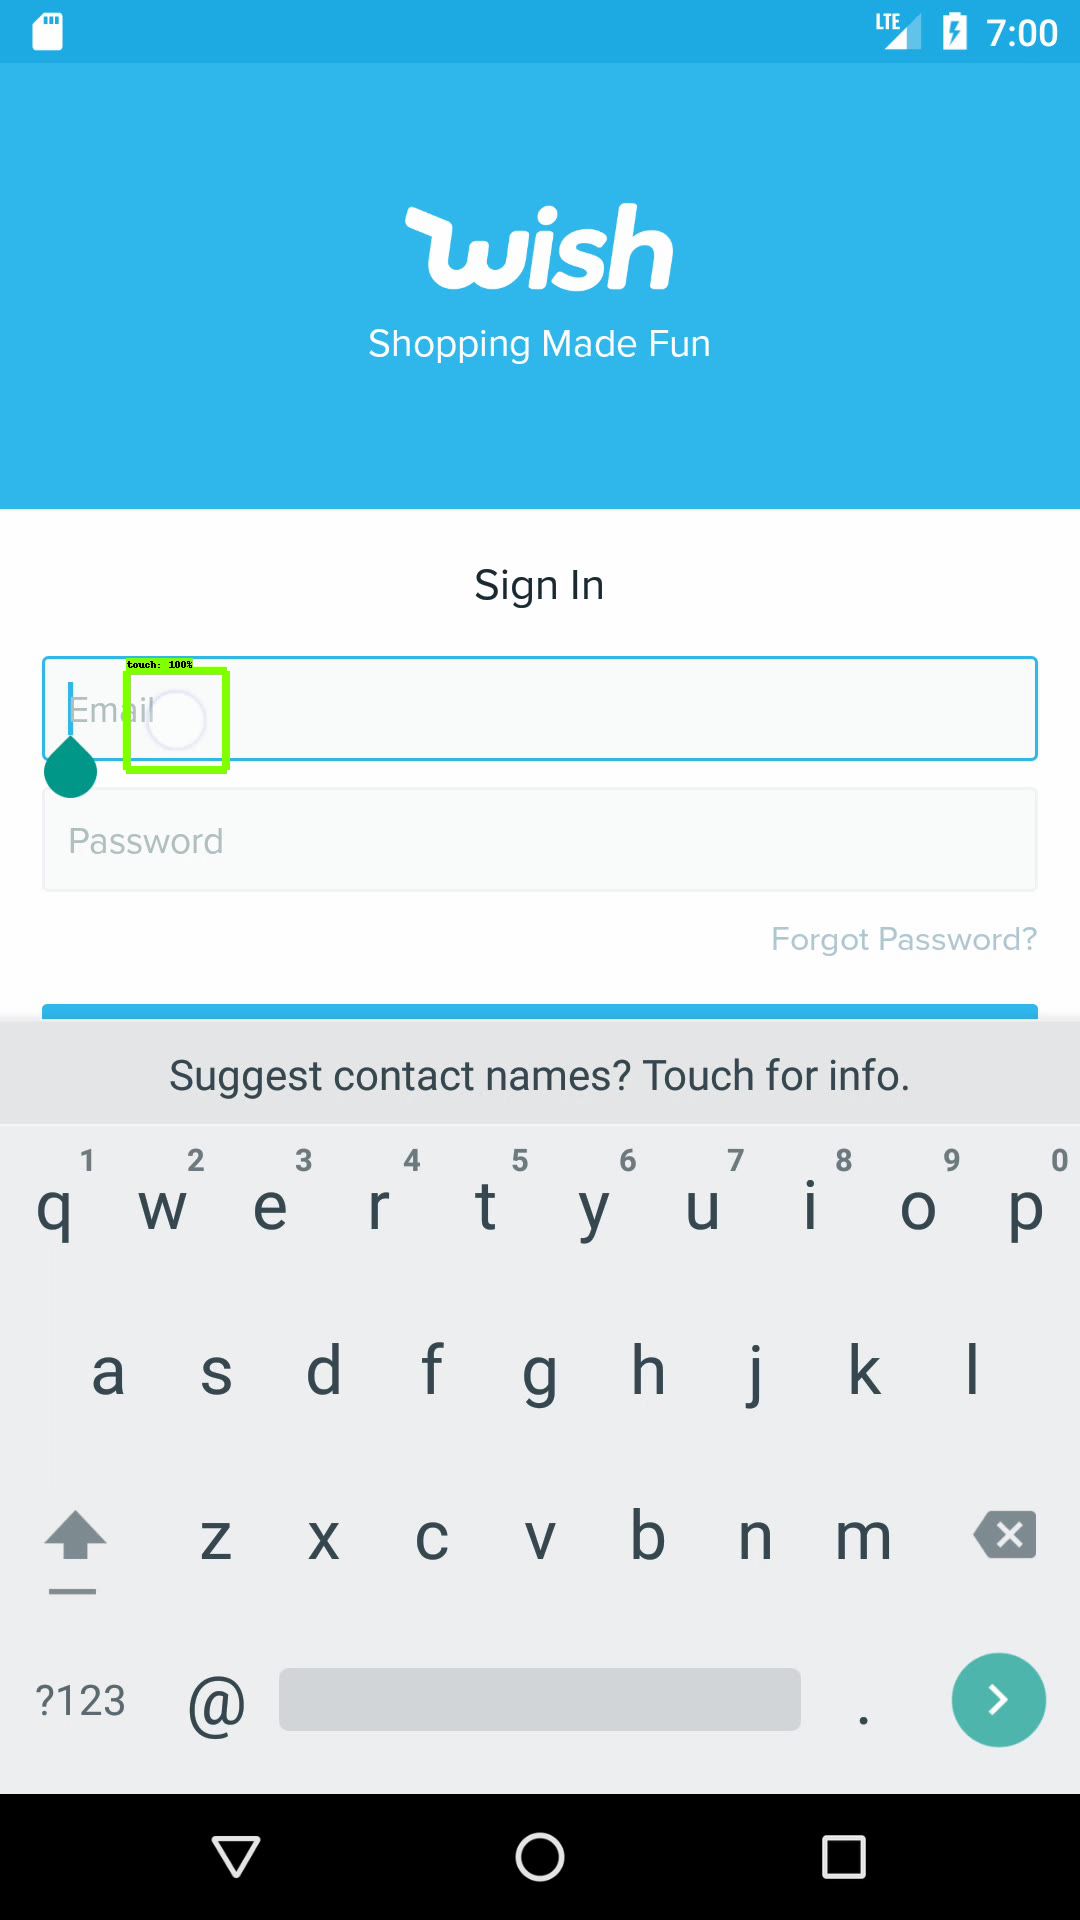 LTE 7:00
wish
Shopping Made Fun
Sign In
touch: 100%
Email
Password
Forgot Password?
Suggest contact names? Touch for info.
1 2 3 4 5 6 7 8 9 0
q w e r t y u i o p
a s d f g h j k l
z x c v b n m
?123 @ .